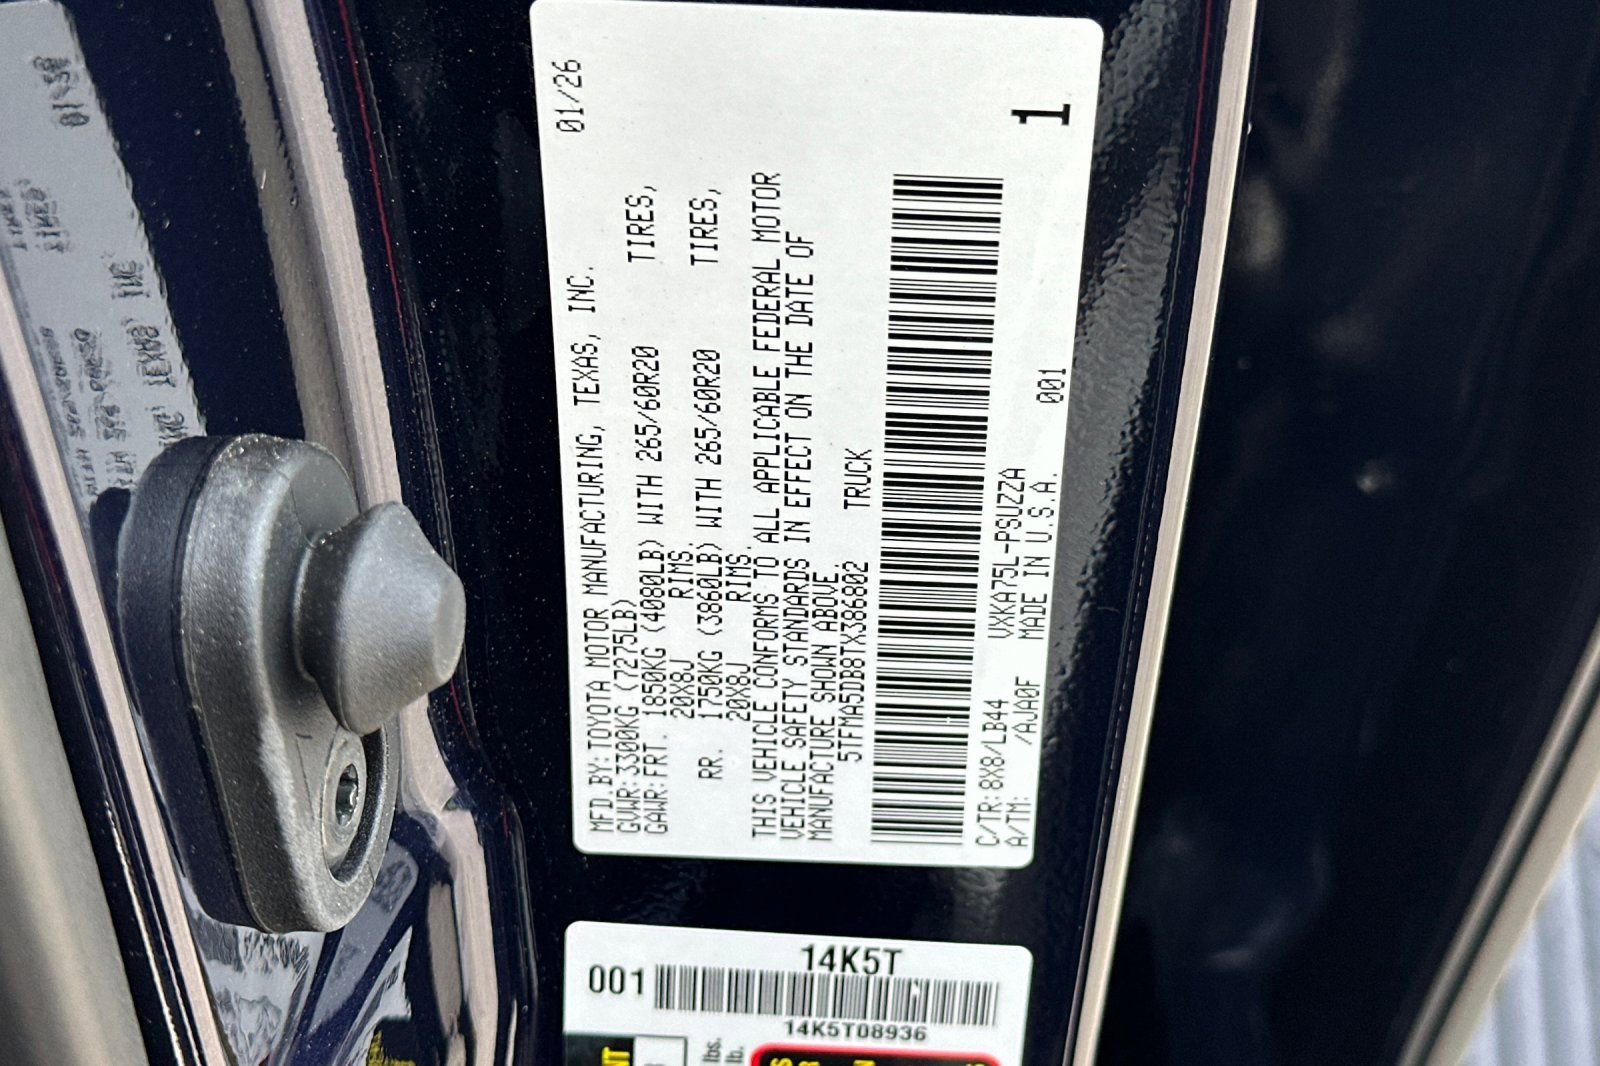 01/26
MFD.BY:TOYOTA MOTOR MANUFACTURING, TEXAS, INC.
GVWR:3300KG (7275LB)
GAWR:FRT. 1850KG (4080LB) WITH 265/60R20 TIRES,
20X8J RIMS.
RR. 1750KG (3860LB) WITH 265/60R20 TIRES,
20X8J RIMS.
THIS VEHICLE CONFORMS TO ALL APPLICABLE FEDERAL MOTOR
VEHICLE SAFETY STANDARDS IN EFFECT ON THE DATE OF
MANUFACTURE SHOWN ABOVE.
5TFMA5DB8TX386802 TRUCK
1
C/TR:8X8/LB44 VXKA75L-PSUZZA 001
A/TM: /AJA0F MADE IN U.S.A.
14K5T
001
14K5T08936
lbs.
lb.